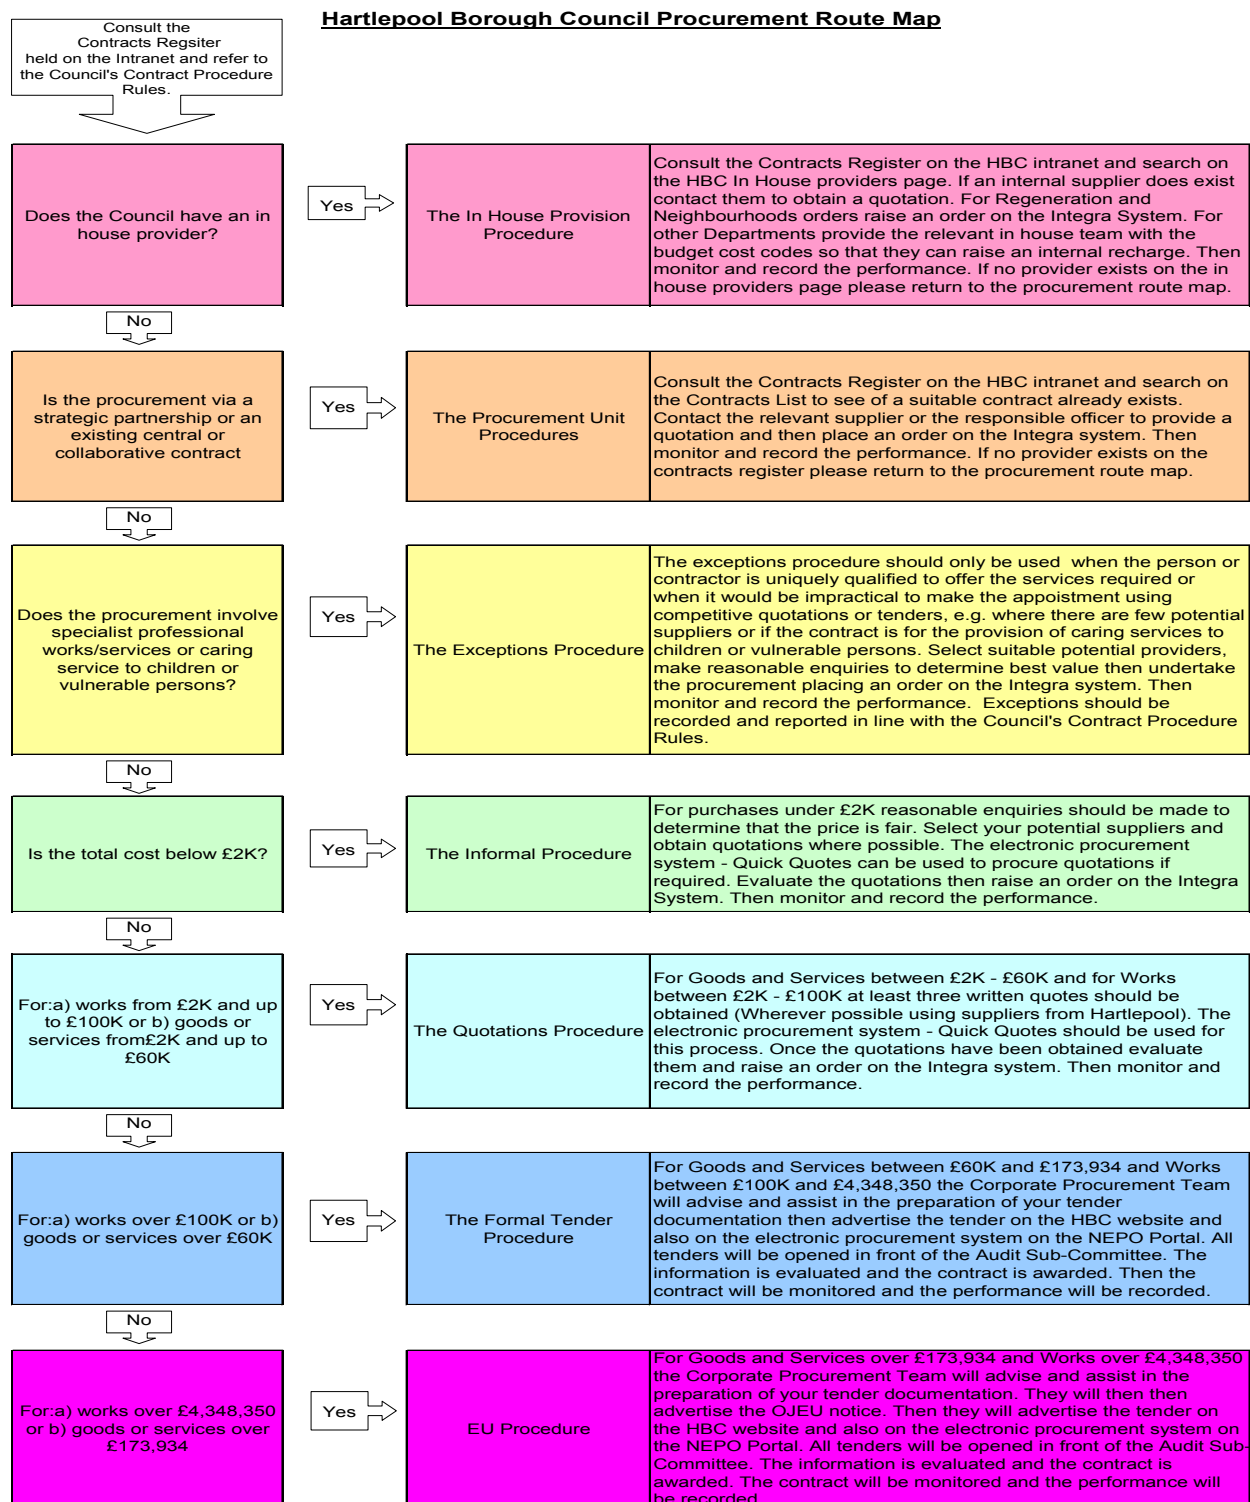 Hartlepool Borough Council Procurement Route Map
Consult the
Contracts Regsiter
held on the Intranet and refer to
the Council's Contract Procedure
Rules.
Does the Council have an in
house provider?
Yes
The In House Provision
Procedure
Consult the Contracts Register on the HBC intranet and search on
the HBC In House providers page. If an internal supplier does exist
contact them to obtain a quotation. For Regeneration and
Neighbourhoods orders raise an order on the Integra System. For
other Departments provide the relevant in house team with the
budget cost codes so that they can raise an internal recharge. Then
monitor and record the performance. If no provider exists on the in
house providers page please return to the procurement route map.
No
Is the procurement via a
strategic partnership or an
existing central or
collaborative contract
Yes
The Procurement Unit
Procedures
Consult the Contracts Register on the HBC intranet and search on
the Contracts List to see of a suitable contract already exists.
Contact the relevant supplier or the responsible officer to provide a
quotation and then place an order on the Integra system. Then
monitor and record the performance. If no provider exists on the
contracts register please return to the procurement route map.
No
Does the procurement involve
specialist professional
works/services or caring
service to children or
vulnerable persons?
Yes
The Exceptions Procedure
The exceptions procedure should only be used  when the person or
contractor is uniquely qualified to offer the services required or
when it would be impractical to make the appoistment using
competitive quotations or tenders, e.g. where there are few potential
suppliers or if the contract is for the provision of caring services to
children or vulnerable persons. Select suitable potential providers,
make reasonable enquiries to determine best value then undertake
the procurement placing an order on the Integra system. Then
monitor and record the performance.  Exceptions should be
recorded and reported in line with the Council's Contract Procedure
Rules.
No
Is the total cost below £2K?
Yes
The Informal Procedure
For purchases under £2K reasonable enquiries should be made to
determine that the price is fair. Select your potential suppliers and
obtain quotations where possible. The electronic procurement
system - Quick Quotes can be used to procure quotations if
required. Evaluate the quotations then raise an order on the Integra
System. Then monitor and record the performance.
No
For:a) works from £2K and up
to £100K or b) goods or
services from£2K and up to
£60K
Yes
The Quotations Procedure
For Goods and Services between £2K - £60K and for Works
between £2K - £100K at least three written quotes should be
obtained (Wherever possible using suppliers from Hartlepool). The
electronic procurement system - Quick Quotes should be used for
this process. Once the quotations have been obtained evaluate
them and raise an order on the Integra system. Then monitor and
record the performance.
No
For:a) works over £100K or b)
goods or services over £60K
Yes
The Formal Tender
Procedure
For Goods and Services between £60K and £173,934 and Works
between £100K and £4,348,350 the Corporate Procurement Team
will advise and assist in the preparation of your tender
documentation then advertise the tender on the HBC website and
also on the electronic procurement system on the NEPO Portal. All
tenders will be opened in front of the Audit Sub-Committee. The
information is evaluated and the contract is awarded. Then the
contract will be monitored and the performance will be recorded.
No
For:a) works over £4,348,350
or b) goods or services over
£173,934
Yes
EU Procedure
For Goods and Services over £173,934 and Works over £4,348,350
the Corporate Procurement Team will advise and assist in the
preparation of your tender documentation. They will then then
advertise the OJEU notice. Then they will advertise the tender on
the HBC website and also on the electronic procurement system on
the NEPO Portal. All tenders will be opened in front of the Audit Sub-
Committee. The information is evaluated and the contract is
awarded. The contract will be monitored and the performance will
be recorded